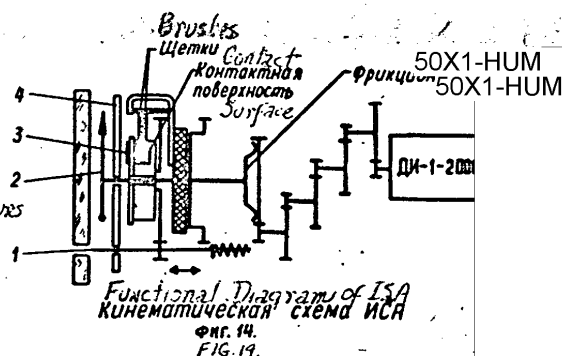 Brushes
Щетки
Contact
Контактная
поверхность
Surface
Фрикцион
50X1-HUM
50X1-HUM
4
3
2
1
ДИ-1-200
Functional Diagram of ISA
Кинематическая схема ИСА
Фиг. 14.
FIG. 14.